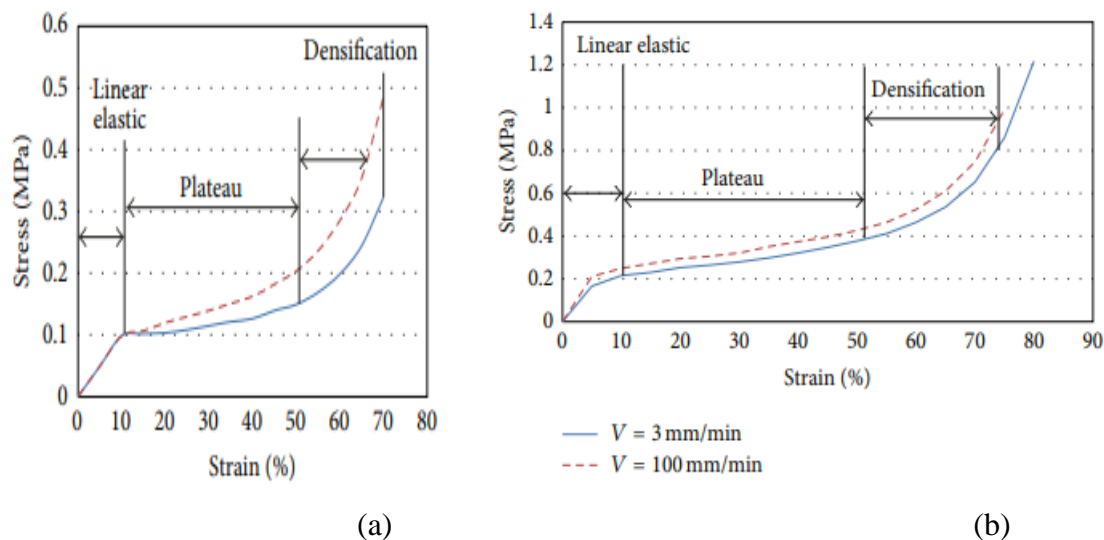 0.6
0.5
0.4
0.3
0.2
0.1
0
Stress (MPa)
Densification
Linear
elastic
Plateau
0 10 20 30 40 50 60 70 80
Strain (%)
(a)
1.4
1.2
1
0.8
0.6
0.4
0.2
0
Stress (MPa)
Linear elastic
Densification
Plateau
0 10 20 30 40 50 60 70 80 90
Strain (%)
V = 3 mm/min
V = 100 mm/min
(b)